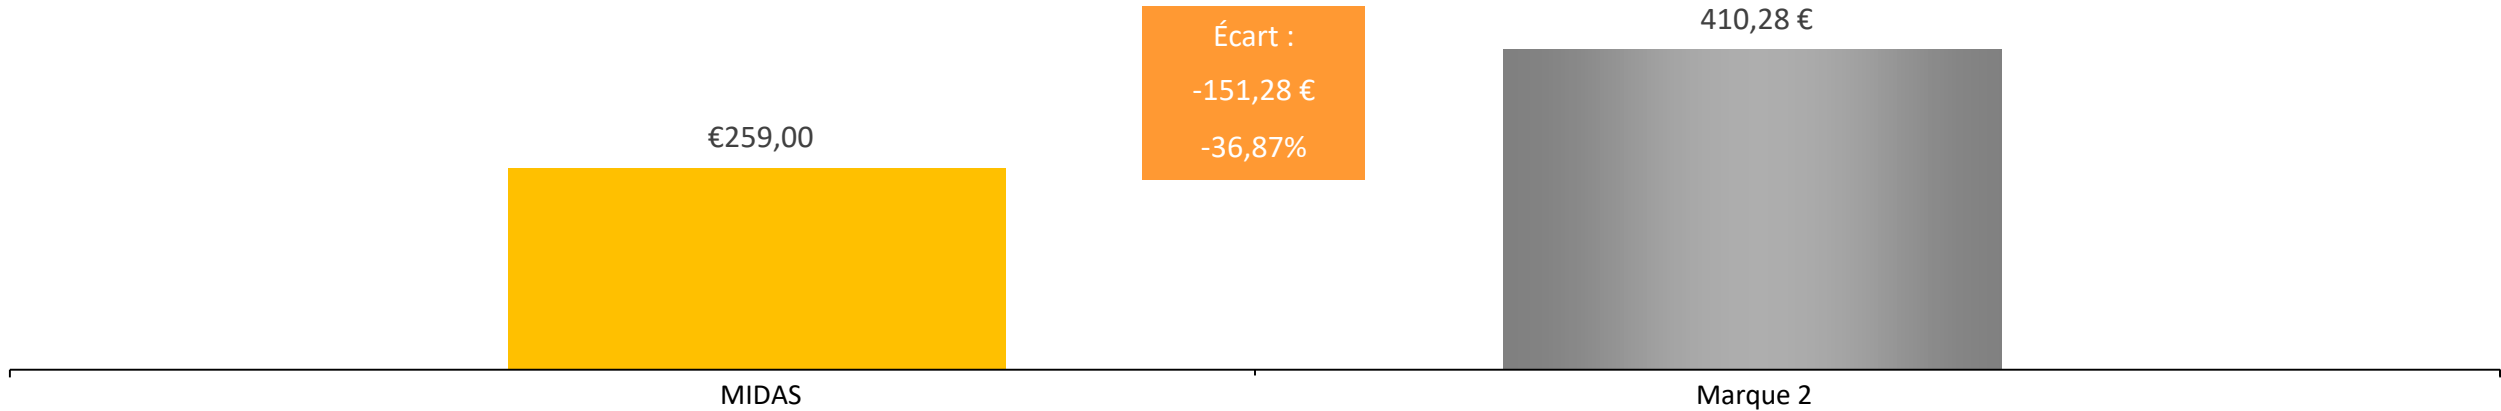 Écart :
-151,28 €
-36,87%
410,28 €
€259,00
MIDAS
Marque 2